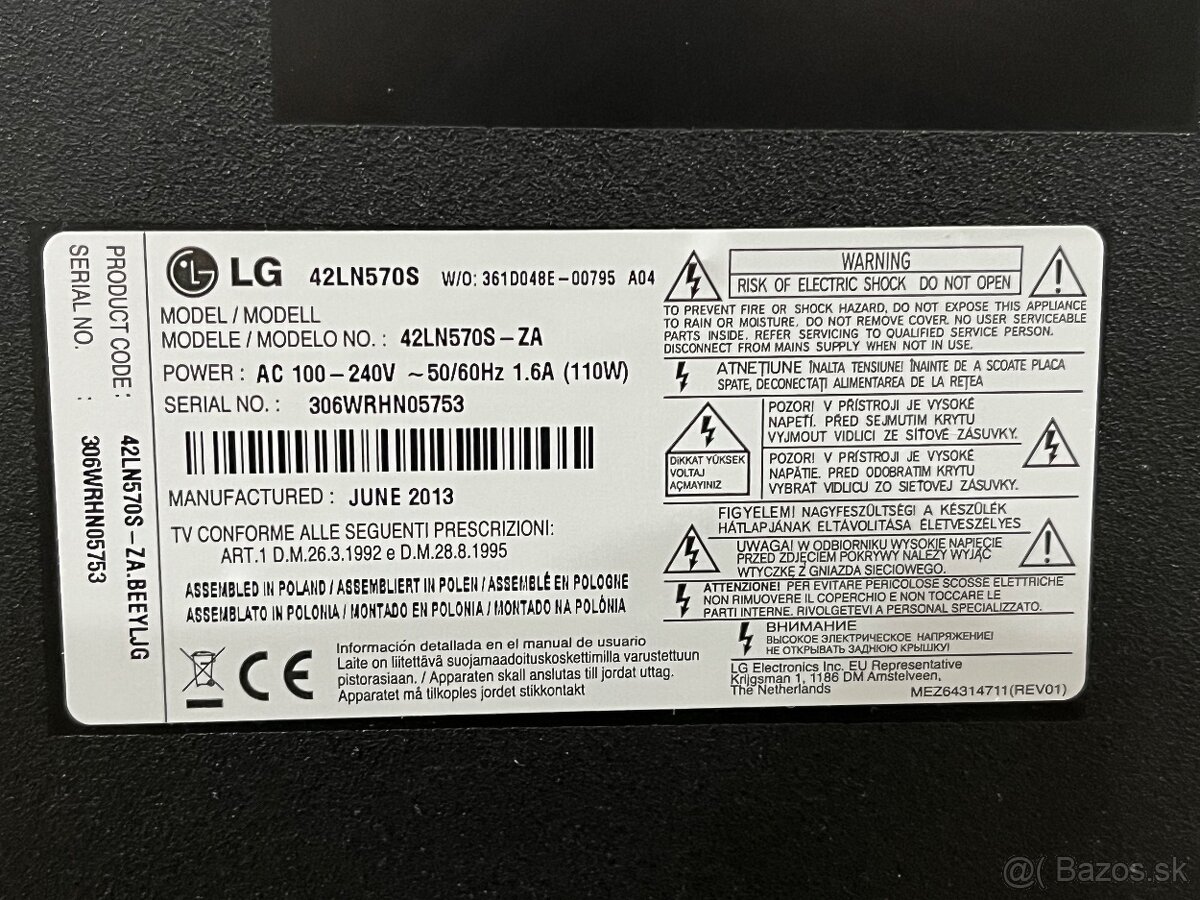 PRODUCT CODE : 42LN570S-ZA.BEEYLJG
SERIAL NO. : 306WRHN05753
LG 42LN570S W/O: 361D048E-00795 A04
MODEL / MODELL
MODELE / MODELO NO. : 42LN570S-ZA
POWER : AC 100-240V ~50/60Hz 1.6A (110W)
SERIAL NO. : 306WRHN05753
MANUFACTURED : JUNE 2013
TV CONFORME ALLE SEGUENTI PRESCRIZIONI:
ART.1 D.M.26.3.1992 e D.M.28.8.1995
ASSEMBLED IN POLAND / ASSEMBLIERT IN POLEN / ASSEMBLÉ EN POLOGNE
ASSEMBLATO IN POLONIA / MONTADO EN POLONIA / MONTADO NA POLÓNIA
CE
Información detallada en el manual de usuario
Laite on liitettävä suojamaadoituskoskettimilla varustettuun
pistorasiaan. / Apparaten skall anslutas till jordat uttag.
Apparatet må tilkoples jordet stikkontakt
WARNING
RISK OF ELECTRIC SHOCK DO NOT OPEN
TO PREVENT FIRE OR SHOCK HAZARD, DO NOT EXPOSE THIS APPLIANCE
TO RAIN OR MOISTURE. DO NOT REMOVE COVER. NO USER SERVICEABLE
PARTS INSIDE. REFER SERVICING TO QUALIFIED SERVICE PERSON.
DISCONNECT FROM MAINS SUPPLY WHEN NOT IN USE.
ATNEȚIUNE ÎNALTA TENSIUNE! ÎNAINTE DE A SCOATE PLACA
SPATE, DECONECTAȚI ALIMENTAREA DE LA REȚEA
DİKKAT YÜKSEK
VOLTAJ
AÇMAYINIZ
POZOR! V PŘÍSTROJI JE VYSOKÉ
NAPĚTÍ. PŘED SEJMUTIM KRYTU
VYJMOUT VIDLICI ZE SÍŤOVÉ ZÁSUVKY.
POZOR! V PRÍSTROJI JE VYSOKÉ
NAPÄTIE. PRED ODOBRATIM KRYTU
VYBRAŤ VIDLICU ZO SIEŤOVEJ ZÁSUVKY.
FIGYELEM! NAGYFESZÜLTSÉGI A KÉSZÜLÉK
HÁTLAPJÁNAK ELTÁVOLÍTÁSA ÉLETVESZÉLYES
UWAGA! W ODBIORNIKU WYSOKIE NAPIĘCIE
PRZED ZDJĘCIEM POKRYWY NALEŻY WYJĄĆ
WTYCZKĘ Z GNIAZDA SIECIOWEGO.
ATTENZIONE! PER EVITARE PERICOLOSE SCOSSE ELETTRICHE
NON RIMUOVERE IL COPERCHIO E NON TOCCARE LE
PARTI INTERNE. RIVOLGETEVI A PERSONAL SPECIALIZZATO.
ВНИМАНИЕ
ВЫСОКОЕ ЭЛЕКТРИЧЕСКОЕ НАПРЯЖЕНИЕ!
НЕ ОТКРЫВАТЬ ЗАДНЮЮ КРЫШКУ!
LG Electronics Inc. EU Representative
Krijgsman 1, 1186 DM Amstelveen,
The Netherlands
MEZ64314711(REV01)
@( Bazos.sk